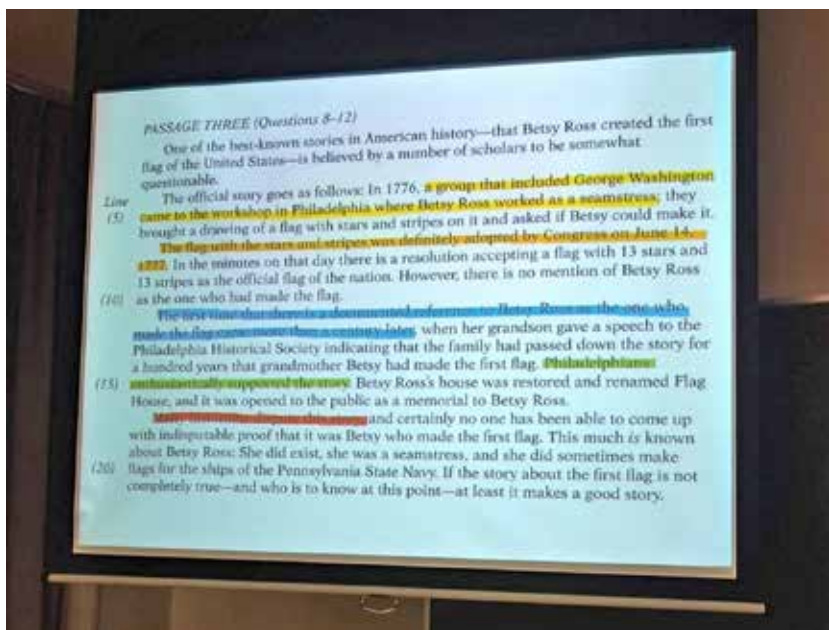 PASSAGE THREE (Questions 8–12)
One of the best-known stories in American history—that Betsy Ross created the first
flag of the United States—is believed by a number of scholars to be somewhat
questionable.
Line The official story goes as follows: In 1776, a group that included George Washington
(5) came to the workshop in Philadelphia where Betsy Ross worked as a seamstress; they
brought a drawing of a flag with stars and stripes on it and asked if Betsy could make it.
The flag with the stars and stripes was definitely adopted by Congress on June 14,
1777. In the minutes on that day there is a resolution accepting a flag with 13 stars and
13 stripes as the official flag of the nation. However, there is no mention of Betsy Ross
(10) as the one who had made the flag.
The first time that there is a documented reference to Betsy Ross as the one who
made the flag came more than a century later, when her grandson gave a speech to the
Philadelphia Historical Society indicating that the family had passed down the story for
a hundred years that grandmother Betsy had made the first flag. Philadelphians
(15) enthusiastically supported the story. Betsy Ross's house was restored and renamed Flag
House, and it was opened to the public as a memorial to Betsy Ross.
dispute this story, and certainly no one has been able to come up
with indisputable proof that it was Betsy who made the first flag. This much is known
about Betsy Ross: She did exist, she was a seamstress, and she did sometimes make
(20) flags for the ships of the Pennsylvania State Navy. If the story about the first flag is not
completely true—and who is to know at this point—at least it makes a good story.